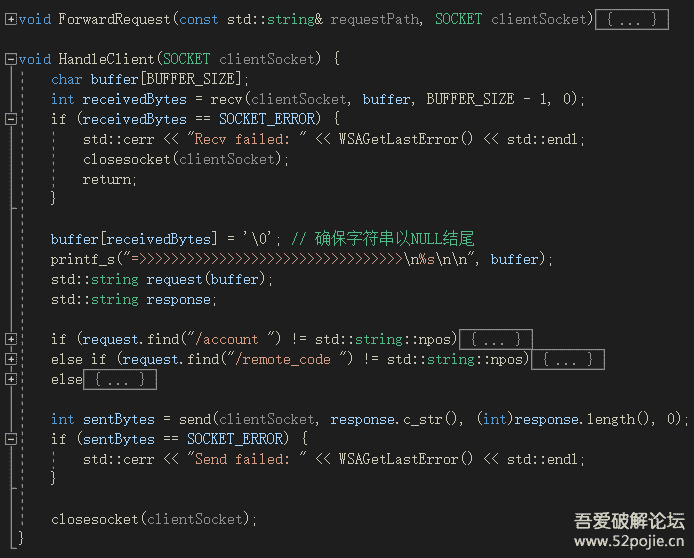 void ForwardRequest(const std::string& requestPath, SOCKET clientSocket){ ... }
void HandleClient(SOCKET clientSocket) {
char buffer[BUFFER_SIZE];
int receivedBytes = recv(clientSocket, buffer, BUFFER_SIZE - 1, 0);
if (receivedBytes == SOCKET_ERROR) {
std::cerr << "Recv failed: " << WSAGetLastError() << std::endl;
closesocket(clientSocket);
return;
}
buffer[receivedBytes] = '\0'; // 确保字符串以NULL结尾
printf_s("=>>>>>>>>>>>>>>>>>>>>>>>>>>>>>>>>>\n%s\n\n", buffer);
std::string request(buffer);
std::string response;
if (request.find("/account ") != std::string::npos){ ... }
else if (request.find("/remote_code ") != std::string::npos){ ... }
else{ ... }
int sentBytes = send(clientSocket, response.c_str(), (int)response.length(), 0);
if (sentBytes == SOCKET_ERROR) {
std::cerr << "Send failed: " << WSAGetLastError() << std::endl;
}
closesocket(clientSocket);
}
吾爱破解论坛
www.52pojie.cn